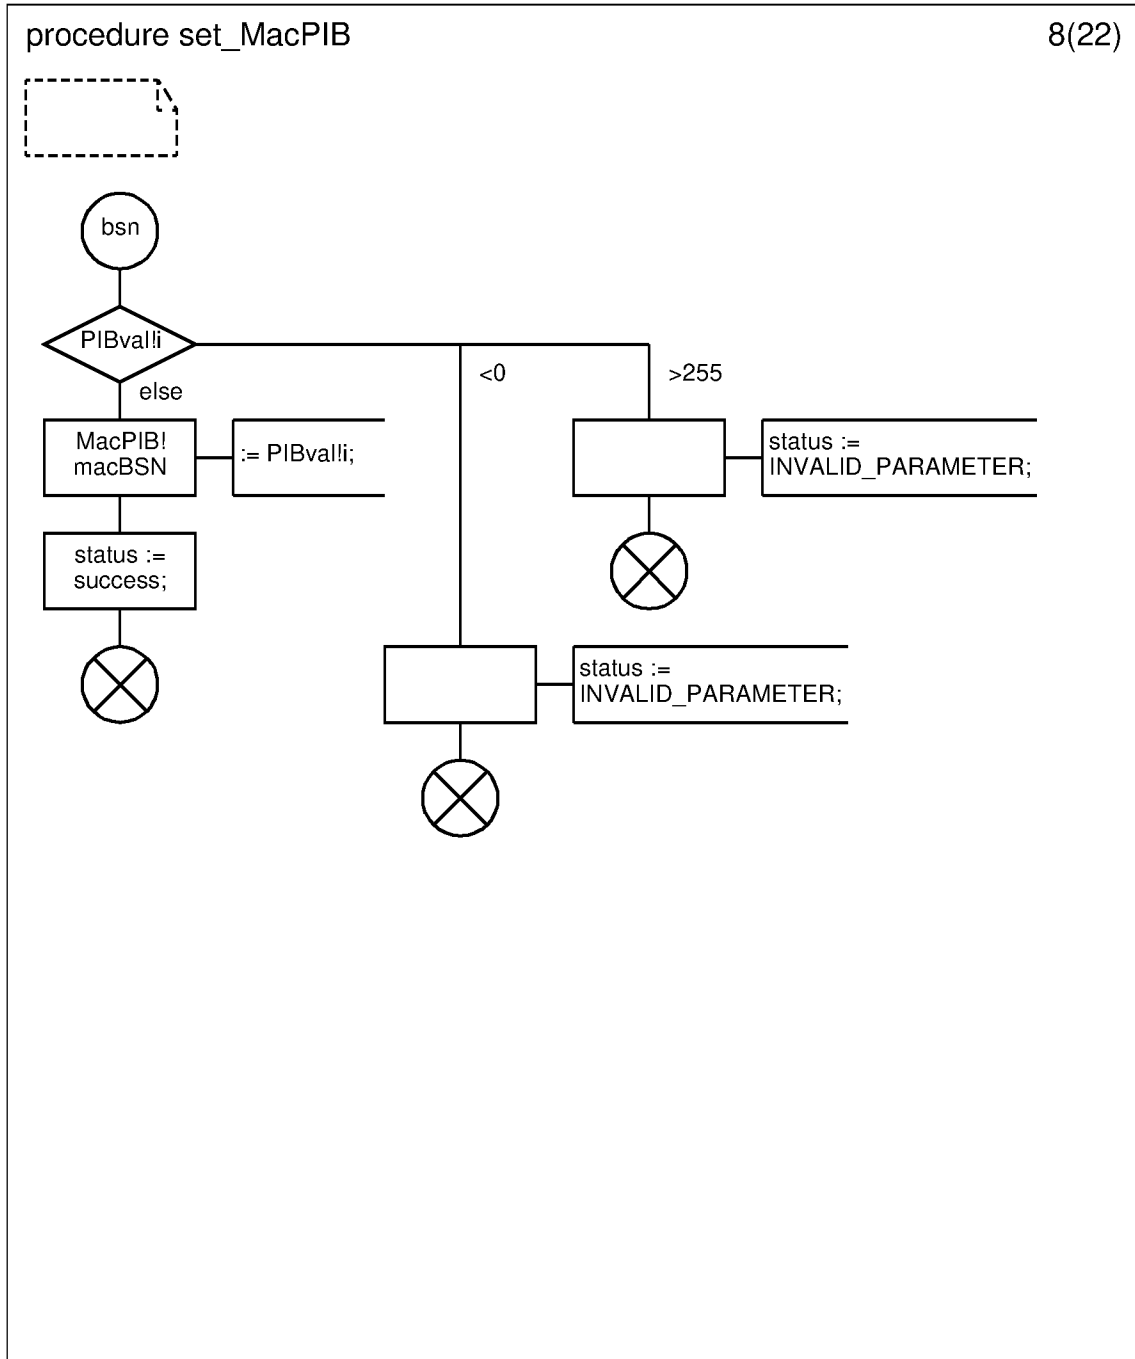 procedure set_MacPIB
8(22)
bsn
PIBval!i
<0
>255
else
MacPIB!
macBSN
:= PIBval!i;
status :=
INVALID_PARAMETER;
status :=
success;
status :=
INVALID_PARAMETER;